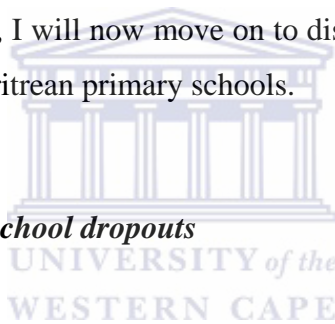 , I will now move on to dis
ritrean primary schools.
chool dropouts
UNIVERSITY of the
WESTERN CAPE